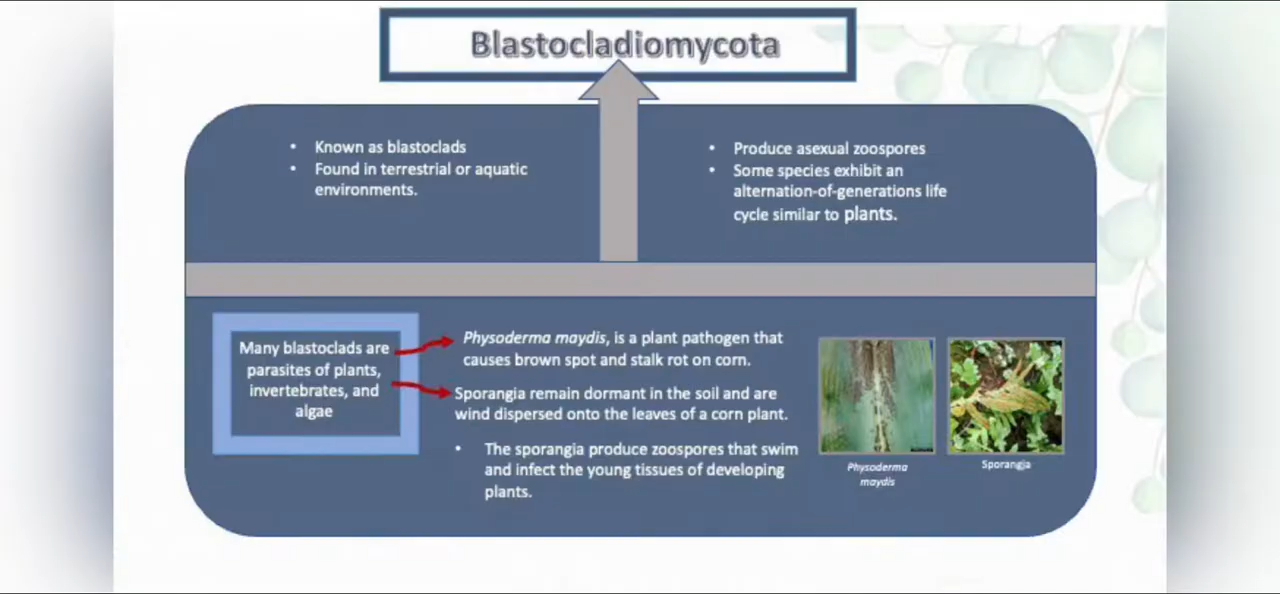 Blastocladiomycota
• Known as blastoclads
• Found in terrestrial or aquatic
environments.
• Produce asexual zoospores
• Some species exhibit an
alternation-of-generations life
cycle similar to plants.
Many blastoclads are
parasites of plants,
invertebrates, and
algae
Physoderma maydis, is a plant pathogen that
causes brown spot and stalk rot on corn.
Sporangia remain dormant in the soil and are
wind dispersed onto the leaves of a corn plant.
• The sporangia produce zoospores that swim
and infect the young tissues of developing
plants.
Physoderma
maydis
Sporangia